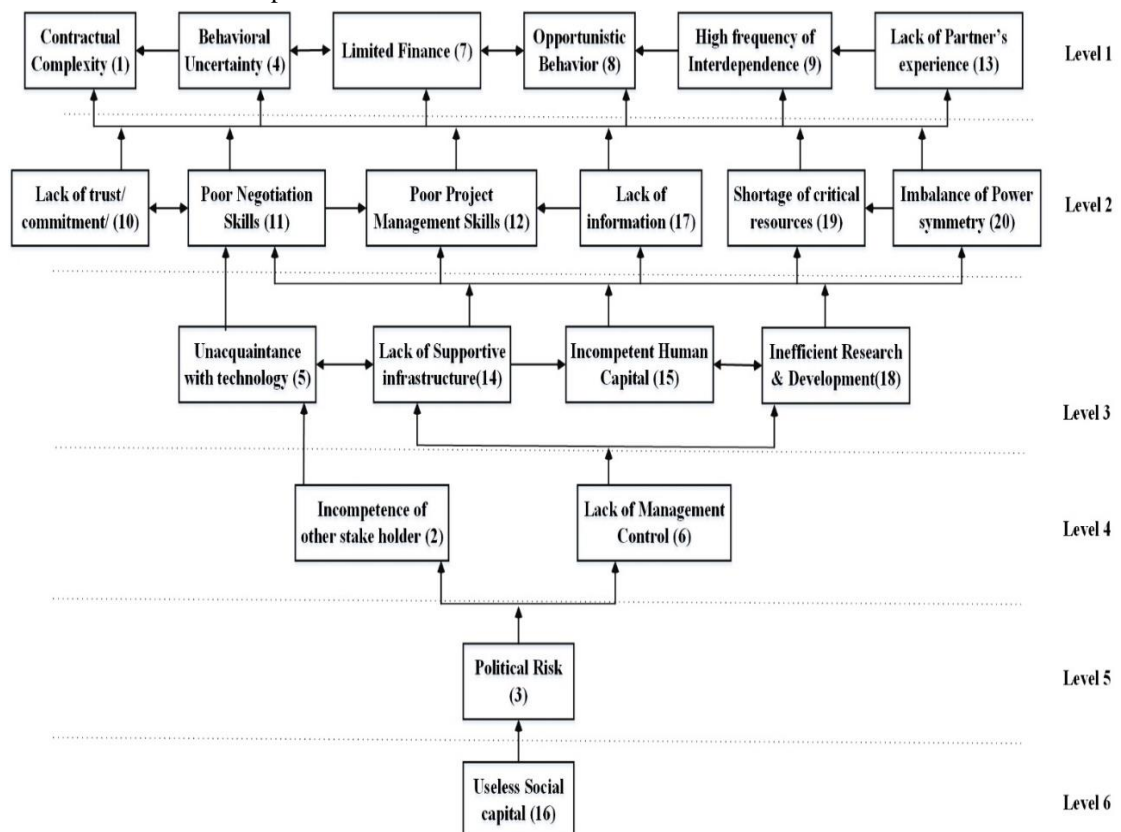 Contractual
Complexity (1)
Behavioral
Uncertainty (4)
Limited Finance (7)
Opportunistic
Behavior (8)
High frequency of
Interdependence (9)
Lack of Partner's
experience (13)
Level 1
Lack of trust/
commitment/ (10)
Poor Negotiation
Skills (11)
Poor Project
Management Skills (12)
Lack of
information (17)
Shortage of critical
resources (19)
Imbalance of Power
symmetry (20)
Level 2
Unacquaintance
with technology (5)
Lack of Supportive
infrastructure(14)
Incompetent Human
Capital (15)
Inefficient Research
& Development(18)
Level 3
Incompetence of
other stake holder (2)
Lack of Management
Control (6)
Level 4
Political Risk
(3)
Level 5
Useless Social
capital (16)
Level 6